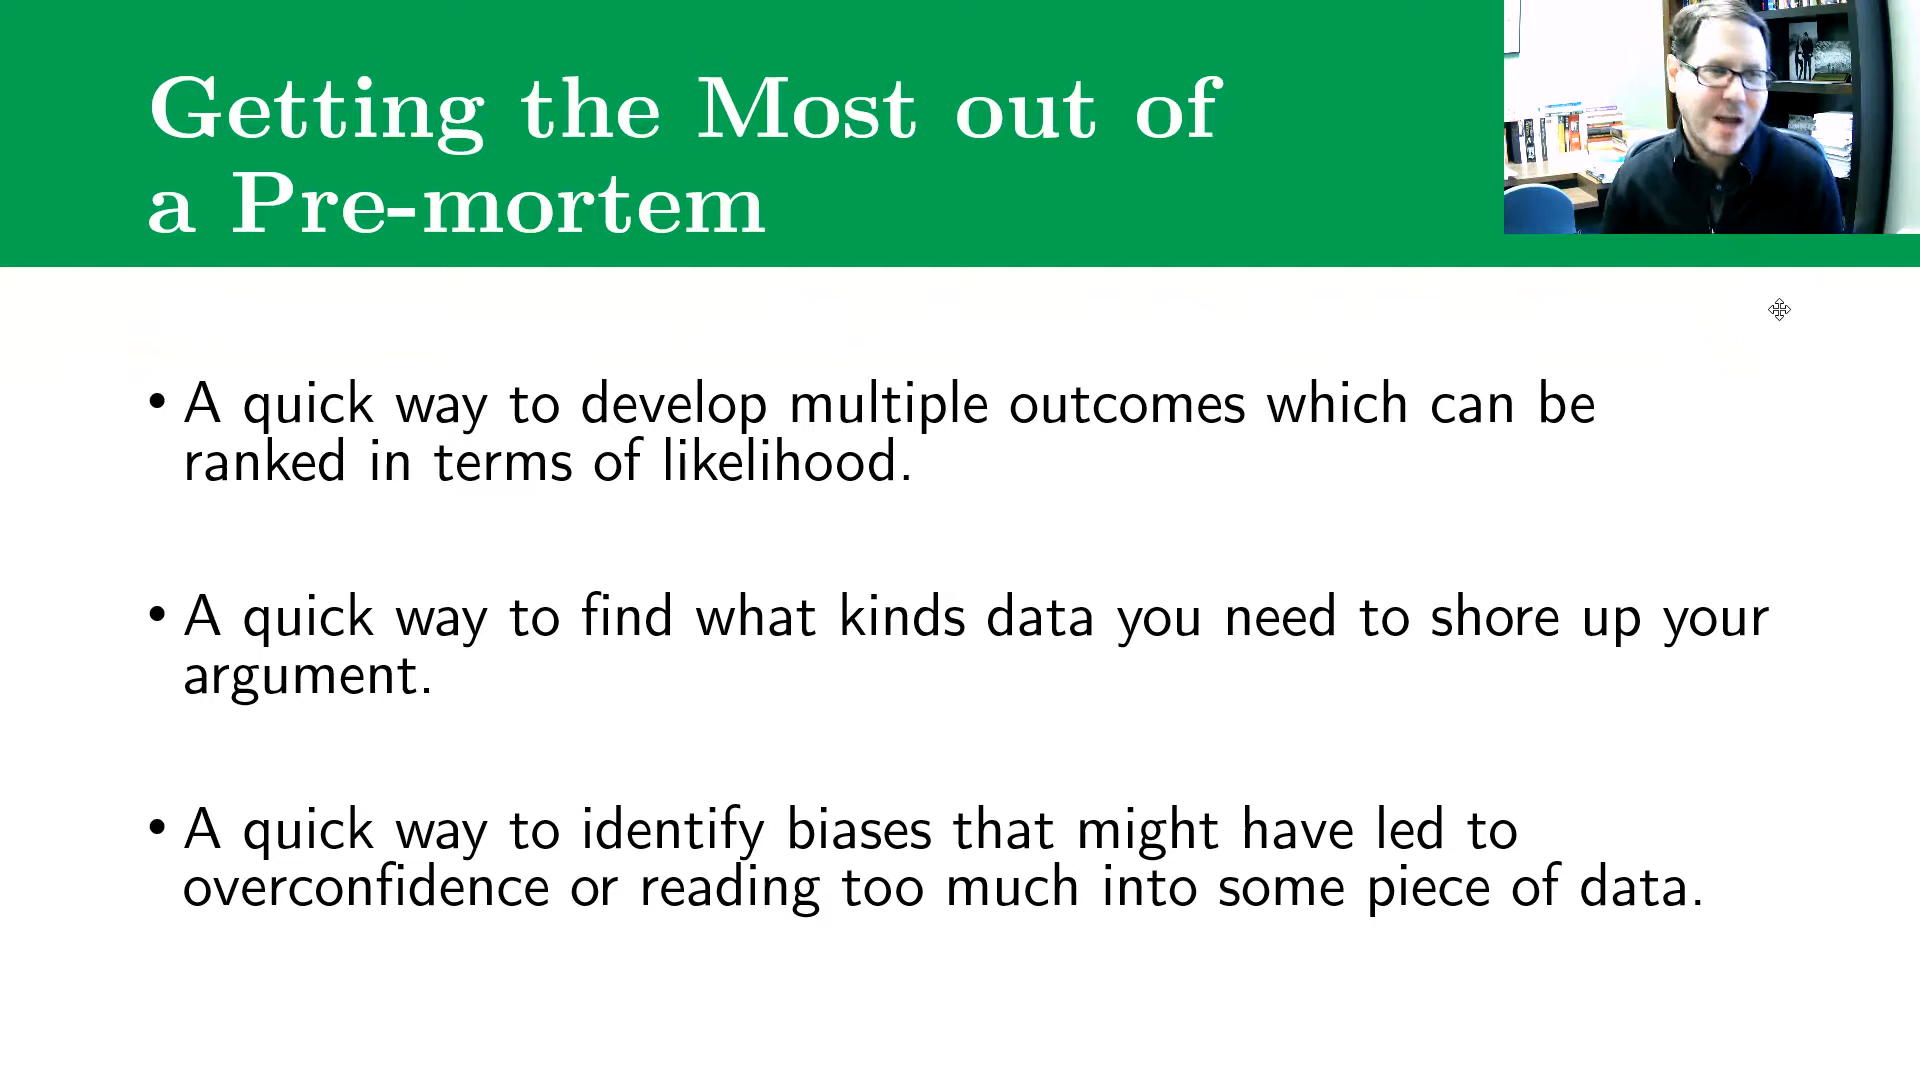 Getting the Most out of
a Pre-mortem
• A quick way to develop multiple outcomes which can be
ranked in terms of likelihood.
• A quick way to find what kinds data you need to shore up your
argument.
• A quick way to identify biases that might have led to
overconfidence or reading too much into some piece of data.